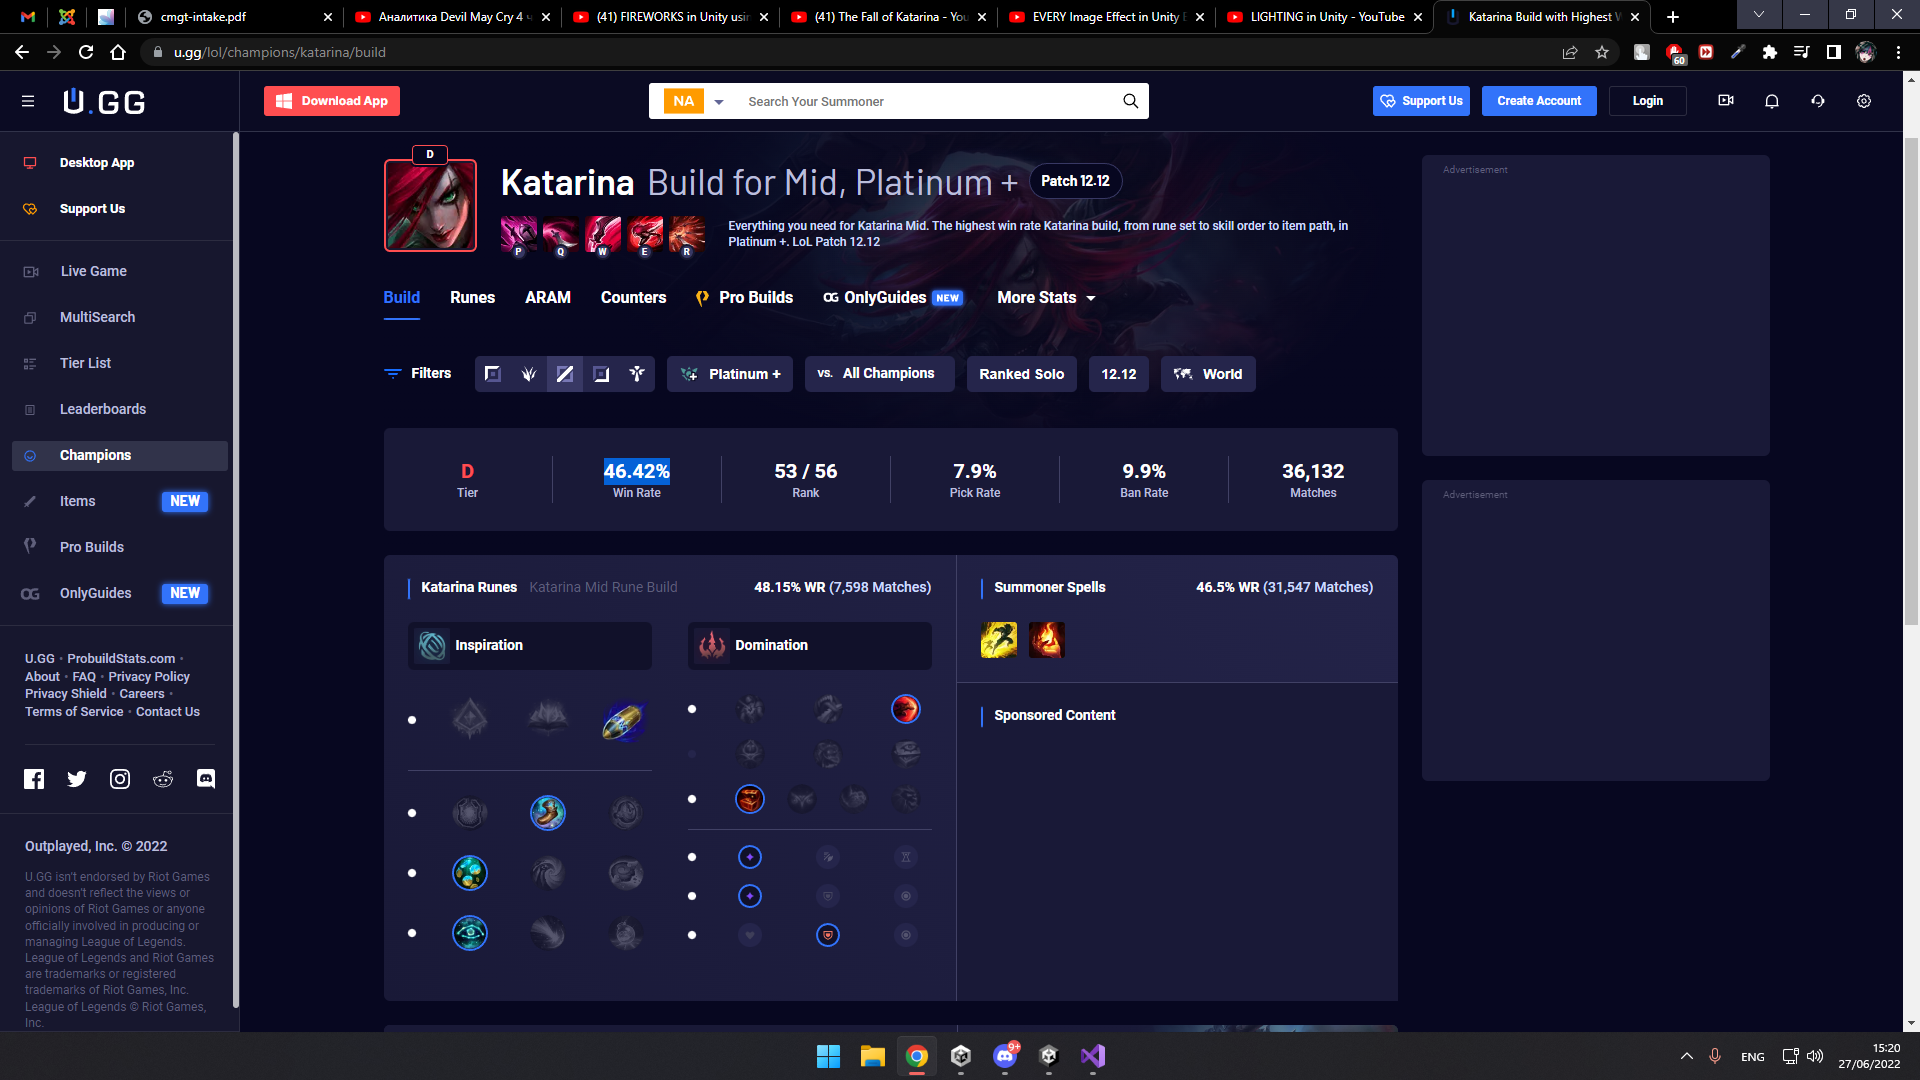 cmgt-intake.pdf
Аналитика Devil May Cry 4 ч
(41) FIREWORKS in Unity usin
(41) The Fall of Katarina - You
EVERY Image Effect in Unity E
LIGHTING in Unity - YouTube
Katarina Build with Highest W
u.gg/lol/champions/katarina/build
60
U.GG
Download App
NA
Search Your Summoner
Support Us
Create Account
Login
Desktop App
Support Us
Live Game
MultiSearch
Tier List
Leaderboards
Champions
Items NEW
Pro Builds
OG OnlyGuides NEW
U.GG • ProbuildStats.com •
About • FAQ • Privacy Policy
Privacy Shield • Careers •
Terms of Service • Contact Us
Outplayed, Inc. © 2022
U.GG isn't endorsed by Riot Games
and doesn't reflect the views or
opinions of Riot Games or anyone
officially involved in producing or
managing League of Legends.
League of Legends and Riot Games
are trademarks or registered
trademarks of Riot Games, Inc.
League of Legends © Riot Games,
Inc.
D
Katarina Build for Mid, Platinum +
Patch 12.12
P Q W E R
Everything you need for Katarina Mid. The highest win rate Katarina build, from rune set to skill order to item path, in
Platinum +. LoL Patch 12.12
Build Runes ARAM Counters Pro Builds OG OnlyGuides NEW More Stats
Filters
Platinum +
vs. All Champions
Ranked Solo
12.12
World
D
Tier
46.42%
Win Rate
53 / 56
Rank
7.9%
Pick Rate
9.9%
Ban Rate
36,132
Matches
Katarina Runes Katarina Mid Rune Build 48.15% WR (7,598 Matches)
Inspiration
Domination
Summoner Spells 46.5% WR (31,547 Matches)
Sponsored Content
Advertisement
Advertisement
9+
ENG
15:20
27/06/2022